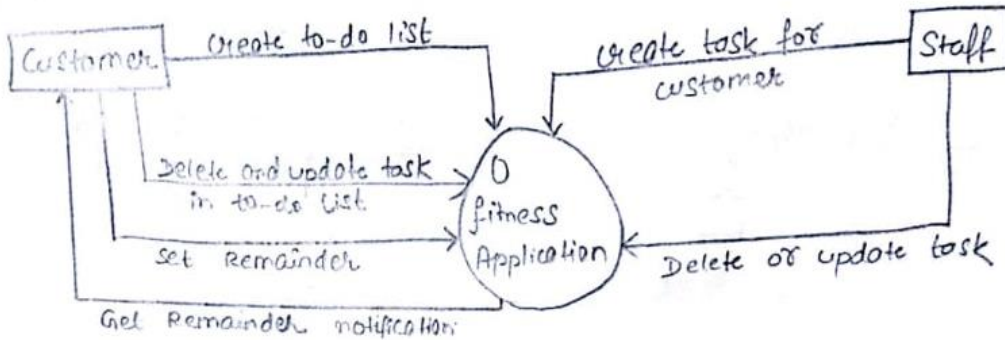 Customer
create to-do list
create task for
customer
Staff
Delete and update task
in to-do list
0
fitness
Application
set Remainder
Delete or update task
Get Remainder notification